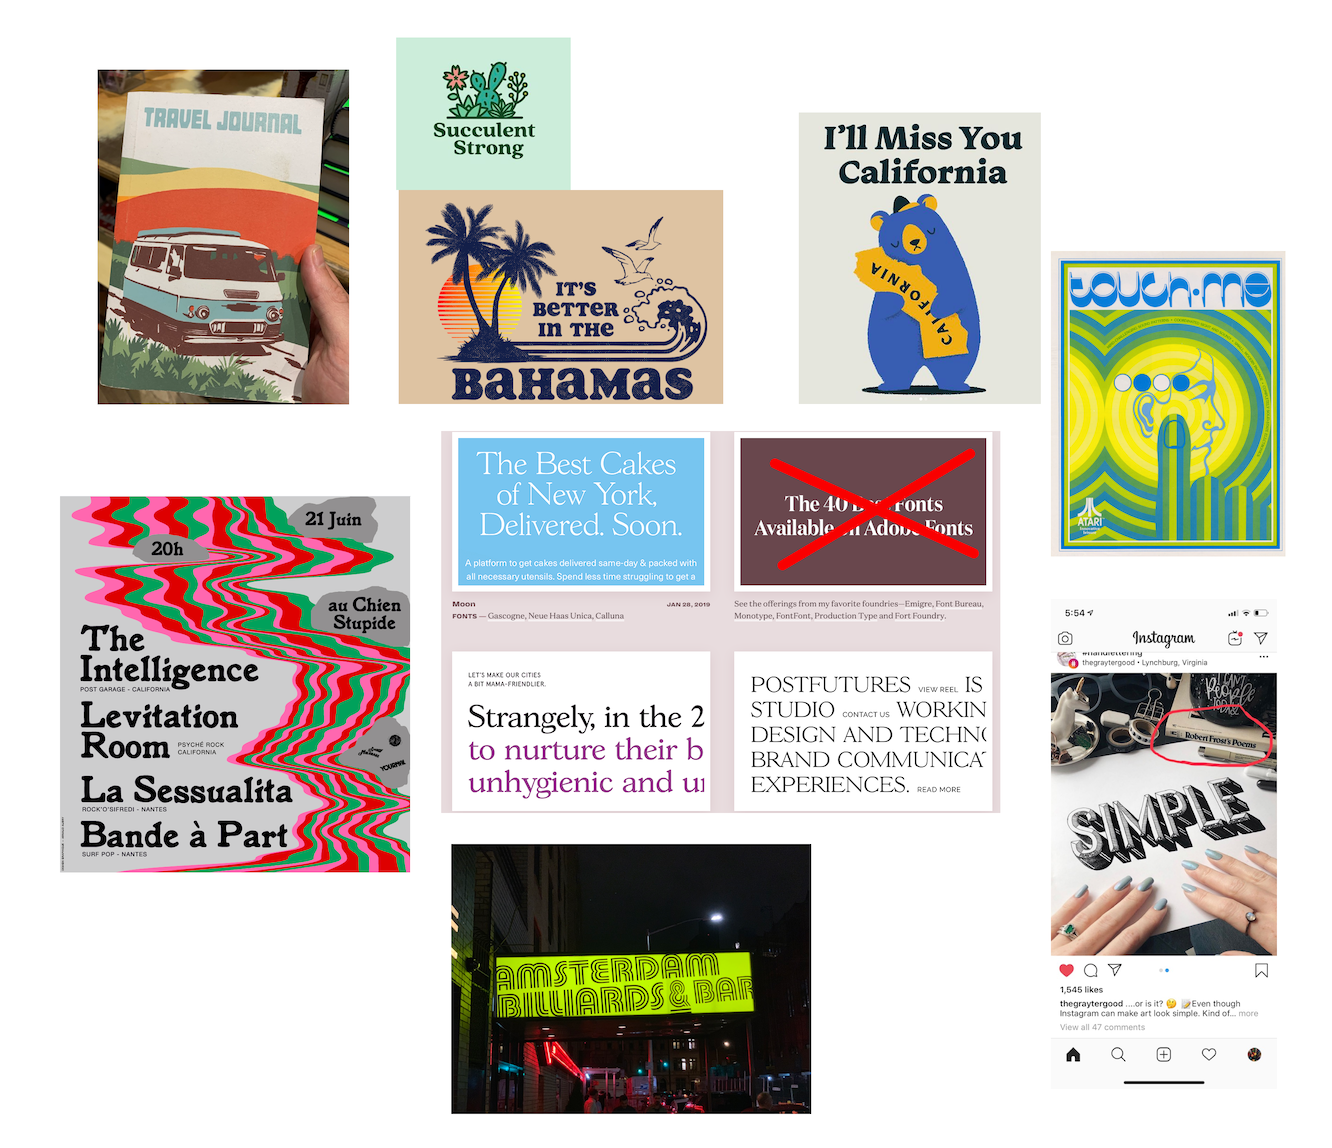 TRAVEL JOURNAL
Succulent
Strong
IT'S
BETTER
IN THE
BAHAMAS
I'll Miss You
California
CALIFORNIA
touch·me
ATARI
21 Juin
20h
au Chien
Stupide
The
Intelligence
POST GARAGE - CALIFORNIA
Levitation
Room
PSYCHÉ ROCK
CALIFORNIA
YOURPAL
La Sessualita
ROCK'O'SIFREDI - NANTES
Bande à Part
SURF POP - NANTES
The Best Cakes
of New York,
Delivered. Soon.
A platform to get cakes delivered same-day & packed with
all necessary utensils. Spend less time struggling to get a
Moon
JAN 28, 2019
FONTS — Gascogne, Neue Haas Unica, Calluna
The 40 Best Fonts
Available on Adobe Fonts
See the offerings from my favorite foundries—Emigre, Font Bureau,
Monotype, FontFont, Production Type and Fort Foundry.
LET'S MAKE OUR CITIES
A BIT MAMA-FRIENDLIER.
Strangely, in the 2
to nurture their b
unhygienic and u
POSTFUTURES VIEW REEL IS
STUDIO CONTACT US WORKIN
DESIGN AND TECHNO
BRAND COMMUNICA
EXPERIENCES. READ MORE
AMSTERDAM
BILLIARDS & BAR
5:54
Instagram
#handlettering
thegraytergood • Lynchburg, Virginia
Robert Frost's Poems
SIMPLE
1,545 likes
thegraytergood ....or is it? 🤔 📝Even though
Instagram can make art look simple. Kind of... more
View all 47 comments